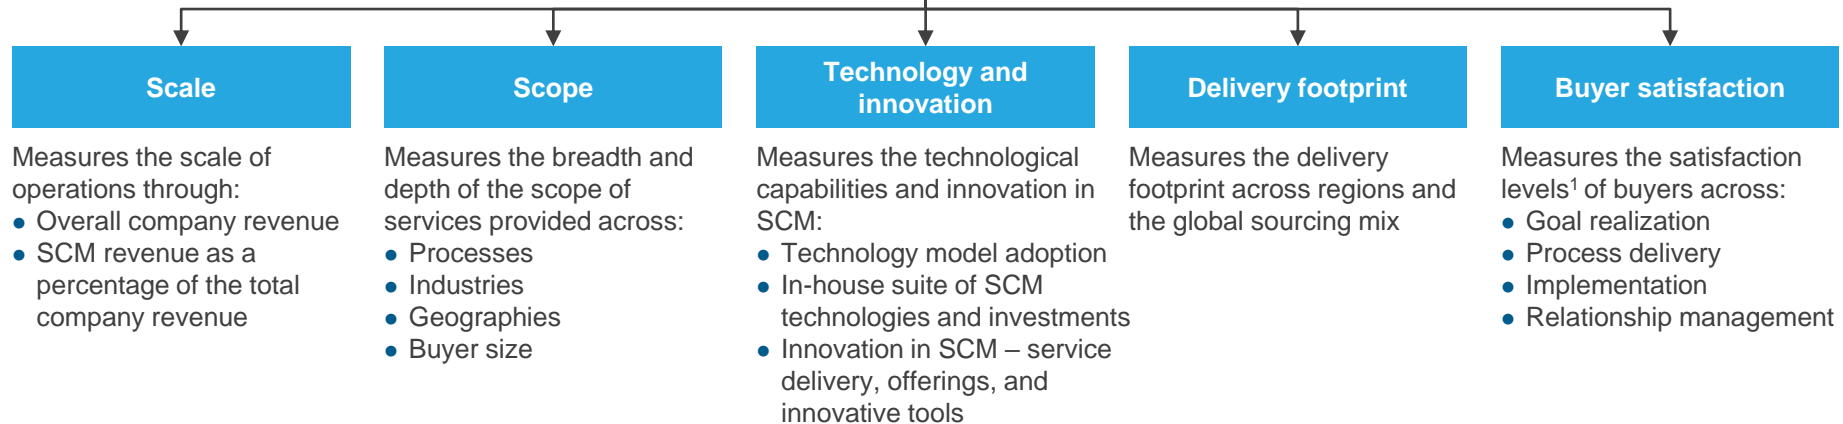 Scale
Measures the scale of
operations through:
● Overall company revenue
● SCM revenue as a
percentage of the total
company revenue
Scope
Measures the breadth and
depth of the scope of
services provided across:
● Processes
● Industries
● Geographies
● Buyer size
Technology and
innovation
Measures the technological
capabilities and innovation in
SCM:
● Technology model adoption
● In-house suite of SCM
technologies and investments
● Innovation in SCM – service
delivery, offerings, and
innovative tools
Delivery footprint
Measures the delivery
footprint across regions and
the global sourcing mix
Buyer satisfaction
Measures the satisfaction
levels¹ of buyers across:
● Goal realization
● Process delivery
● Implementation
● Relationship management